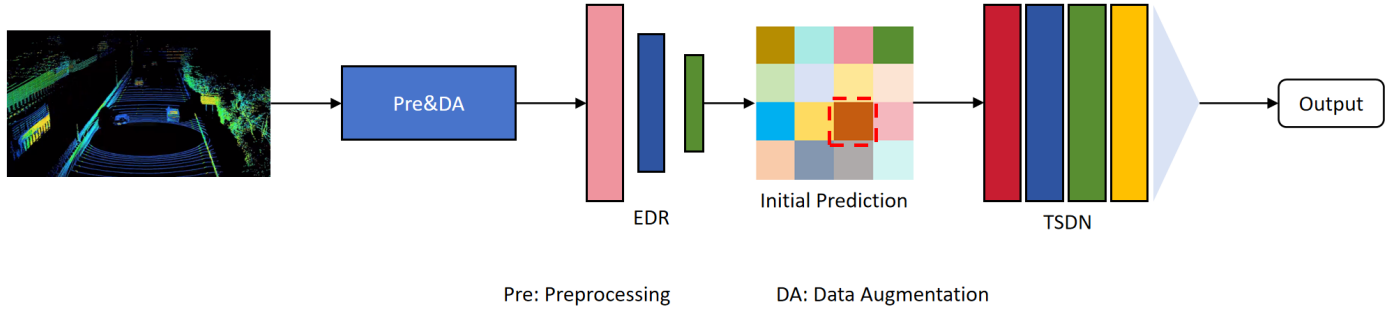 Pre&DA
EDR
Initial Prediction
TSDN
Output
Pre: Preprocessing
DA: Data Augmentation